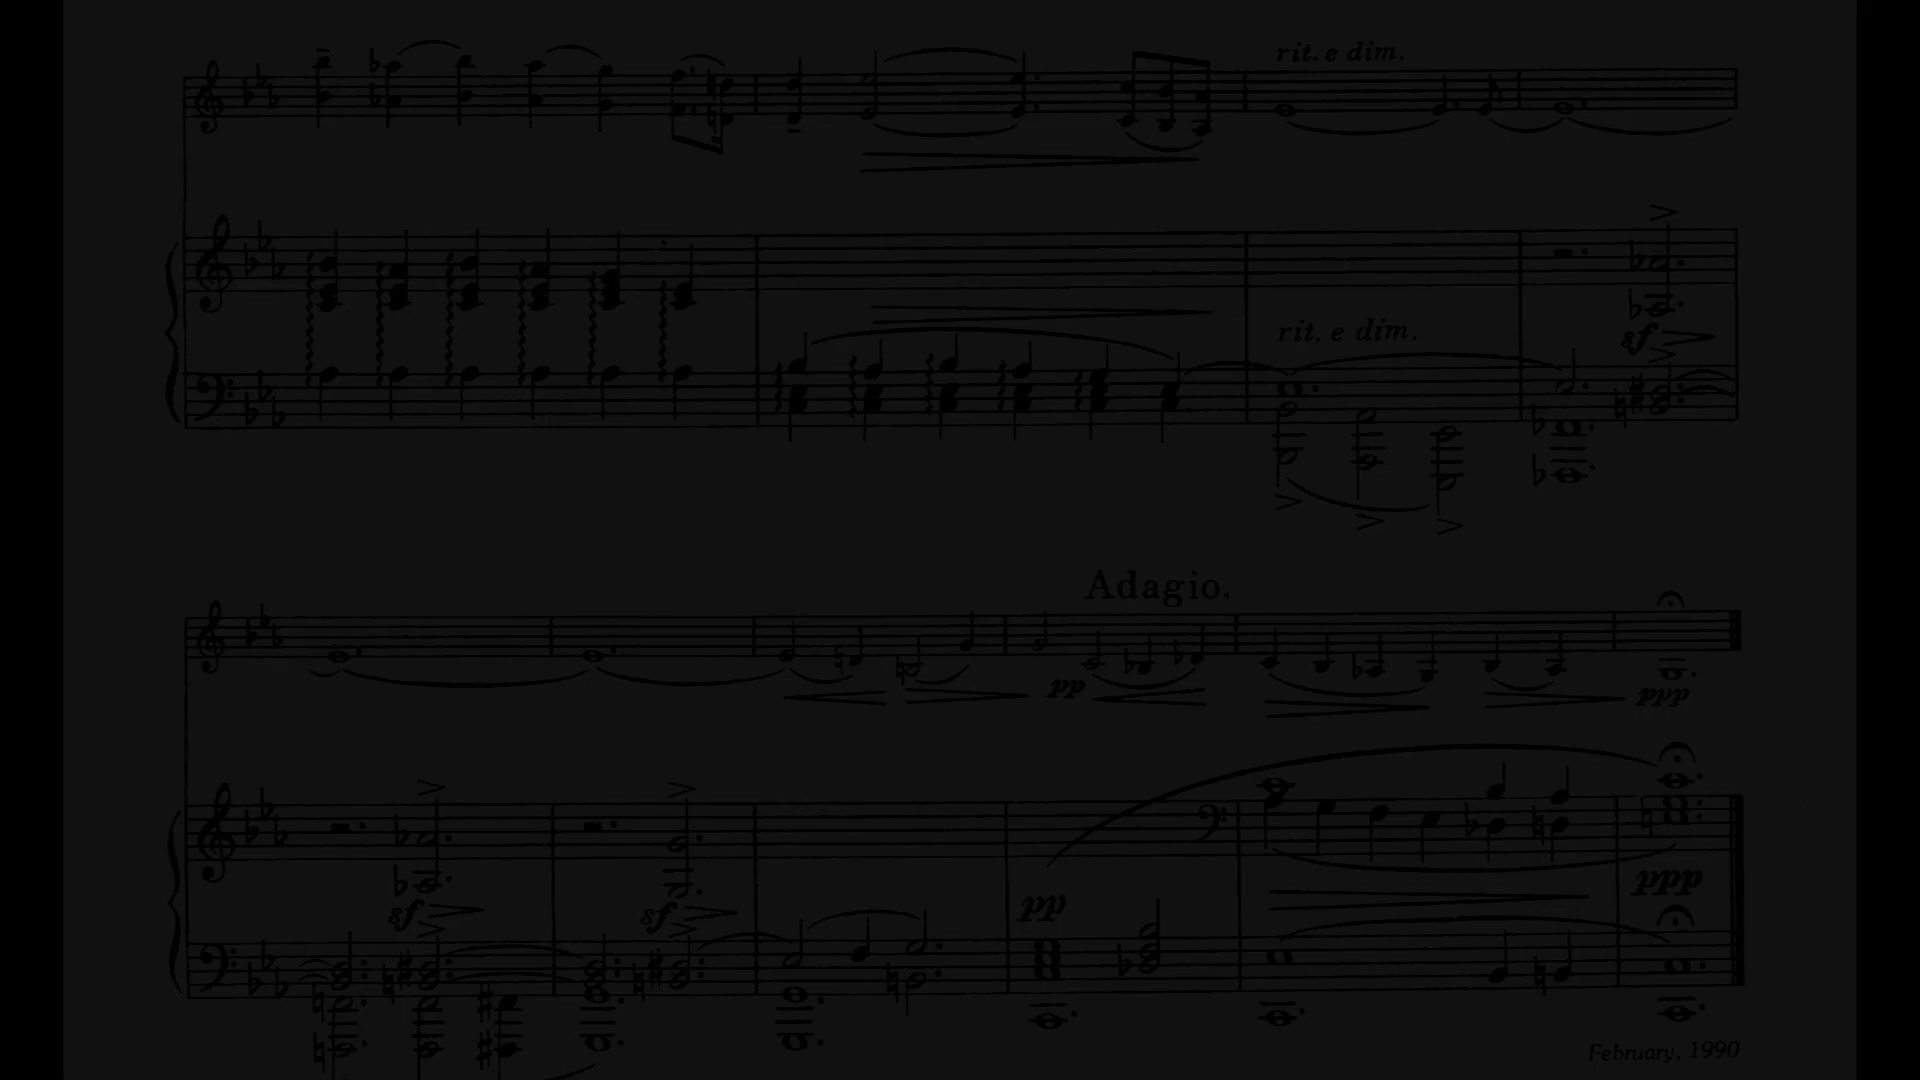 rit. e dim.
rit. e dim.
sf
Adagio.
pp
ppp
sf
sf
pp
ppp
February, 1990